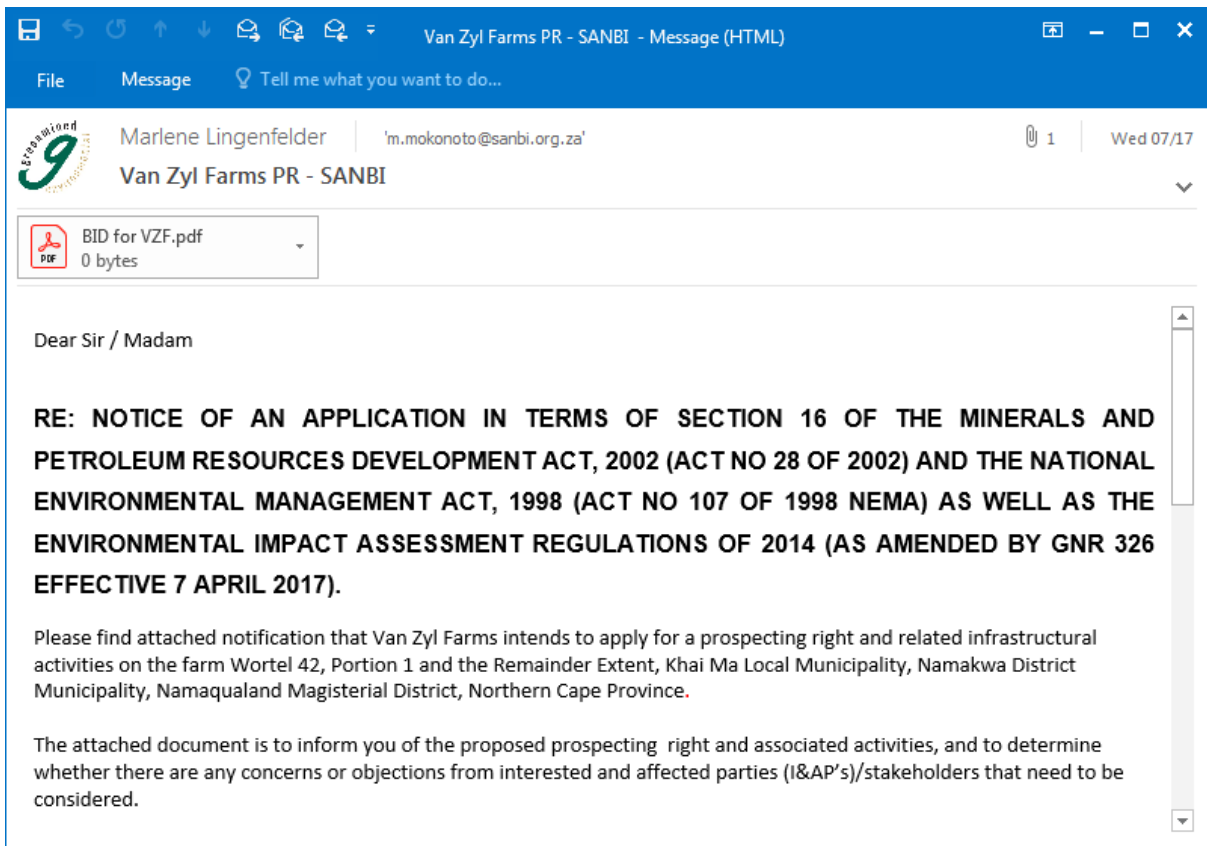 Van Zyl Farms PR - SANBI - Message (HTML)
File Message Tell me what you want to do...
Marlene Lingenfelder 'm.mokonoto@sanbi.org.za' 1 Wed 07/17
Van Zyl Farms PR - SANBI
BID for VZF.pdf
PDF
0 bytes
Dear Sir / Madam
RE: NOTICE OF AN APPLICATION IN TERMS OF SECTION 16 OF THE MINERALS AND
PETROLEUM RESOURCES DEVELOPMENT ACT, 2002 (ACT NO 28 OF 2002) AND THE NATIONAL
ENVIRONMENTAL MANAGEMENT ACT, 1998 (ACT NO 107 OF 1998 NEMA) AS WELL AS THE
ENVIRONMENTAL IMPACT ASSESSMENT REGULATIONS OF 2014 (AS AMENDED BY GNR 326
EFFECTIVE 7 APRIL 2017).
Please find attached notification that Van Zyl Farms intends to apply for a prospecting right and related infrastructural
activities on the farm Wortel 42, Portion 1 and the Remainder Extent, Khai Ma Local Municipality, Namakwa District
Municipality, Namaqualand Magisterial District, Northern Cape Province.
The attached document is to inform you of the proposed prospecting right and associated activities, and to determine
whether there are any concerns or objections from interested and affected parties (I&AP's)/stakeholders that need to be
considered.